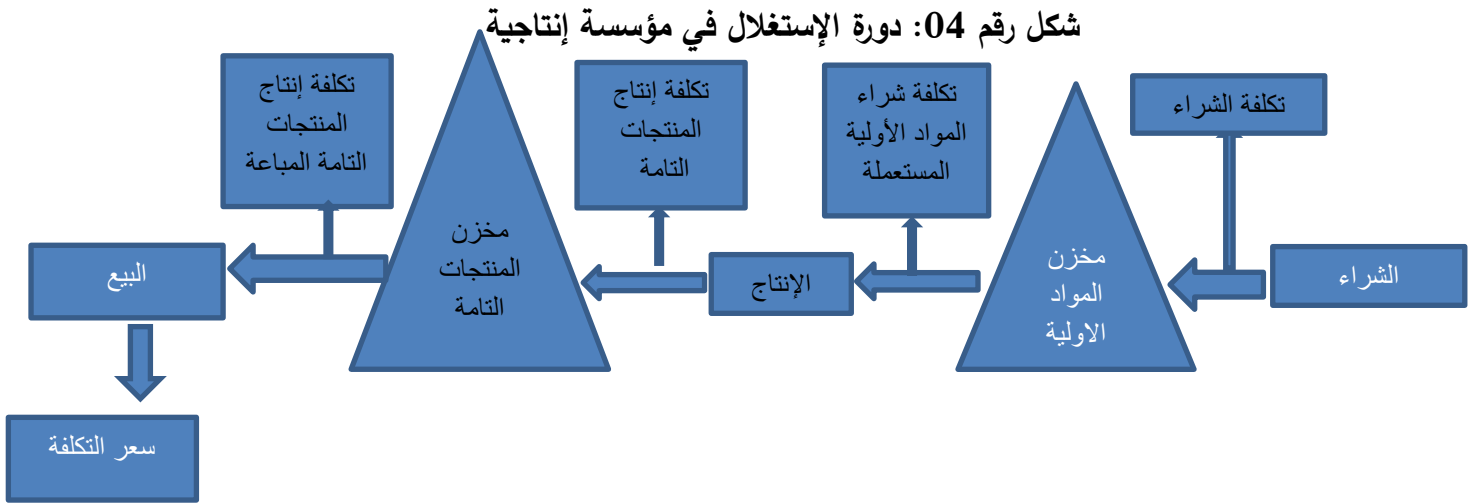 شكل رقم 04: دورة الإستغلال في مؤسسة إنتاجية
تكلفة الشراء
تكلفة شراء
المواد الأولية
المستعملة
تكلفة إنتاج
المنتجات
التامة
تكلفة إنتاج
المنتجات
التامة المباعة
الشراء
مخزن
المواد
الاولية
الإنتاج
مخزن
المنتجات
التامة
البيع
سعر التكلفة